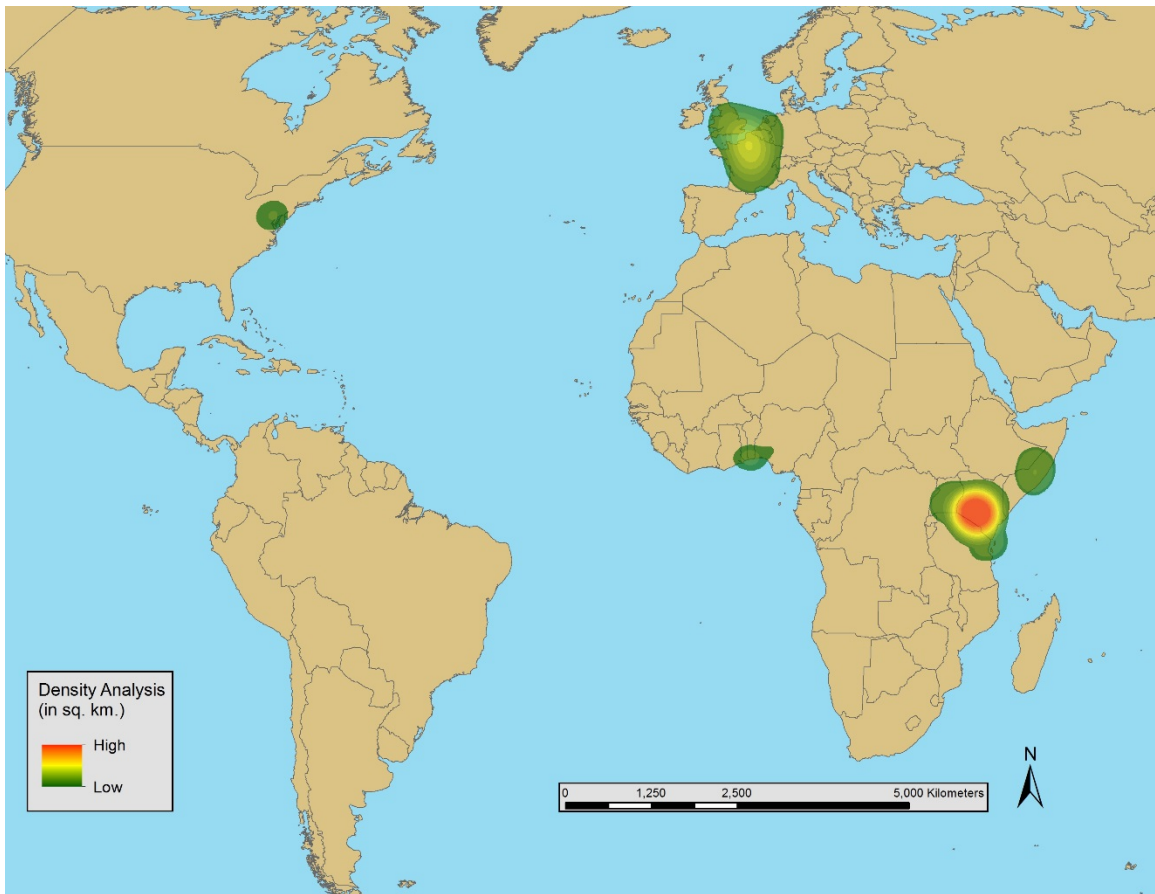 Density Analysis
(in sq. km.)
High
Low
0 1,250 2,500 5,000 Kilometers
N